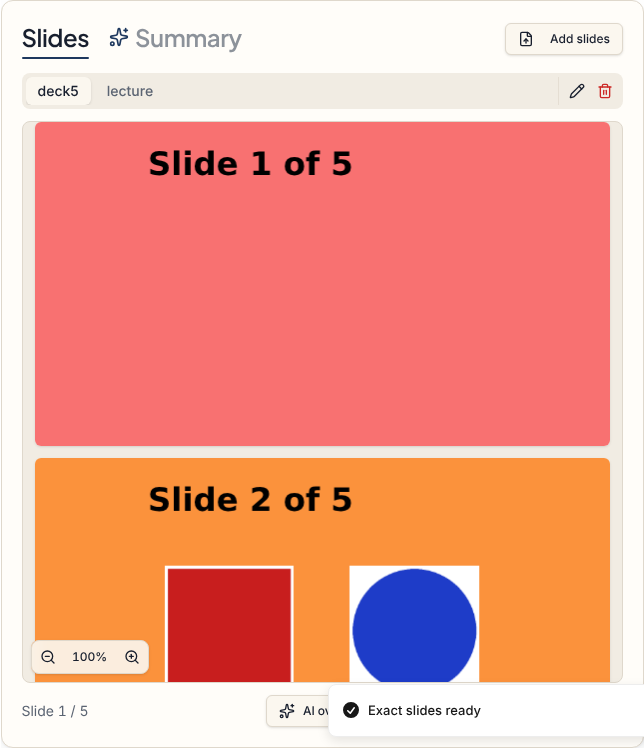 Slides
Summary
Add slides
deck5
lecture
Slide 1 of 5
Slide 2 of 5
100%
Slide 1 / 5
AI
Exact slides ready